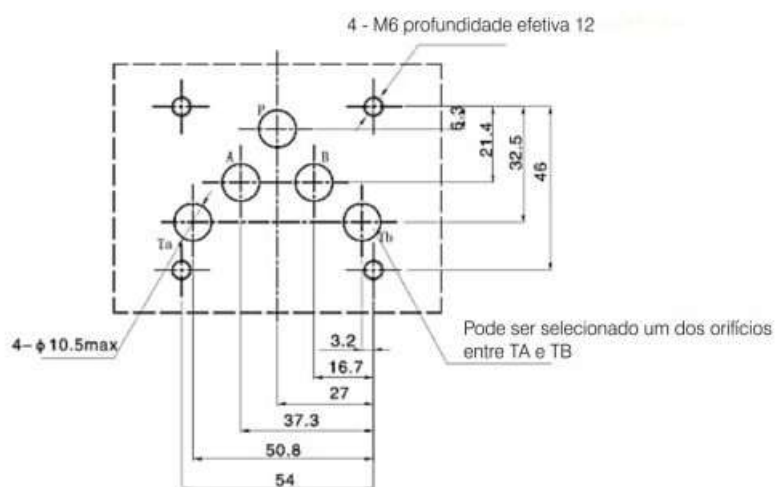 4 - M6 profundidade efetiva 12
P
6.3
21.4
32.5
46
A
B
Ta
Tb
4-ϕ10.5max
Pode ser selecionado um dos orifícios
entre TA e TB
3.2
16.7
27
37.3
50.8
54